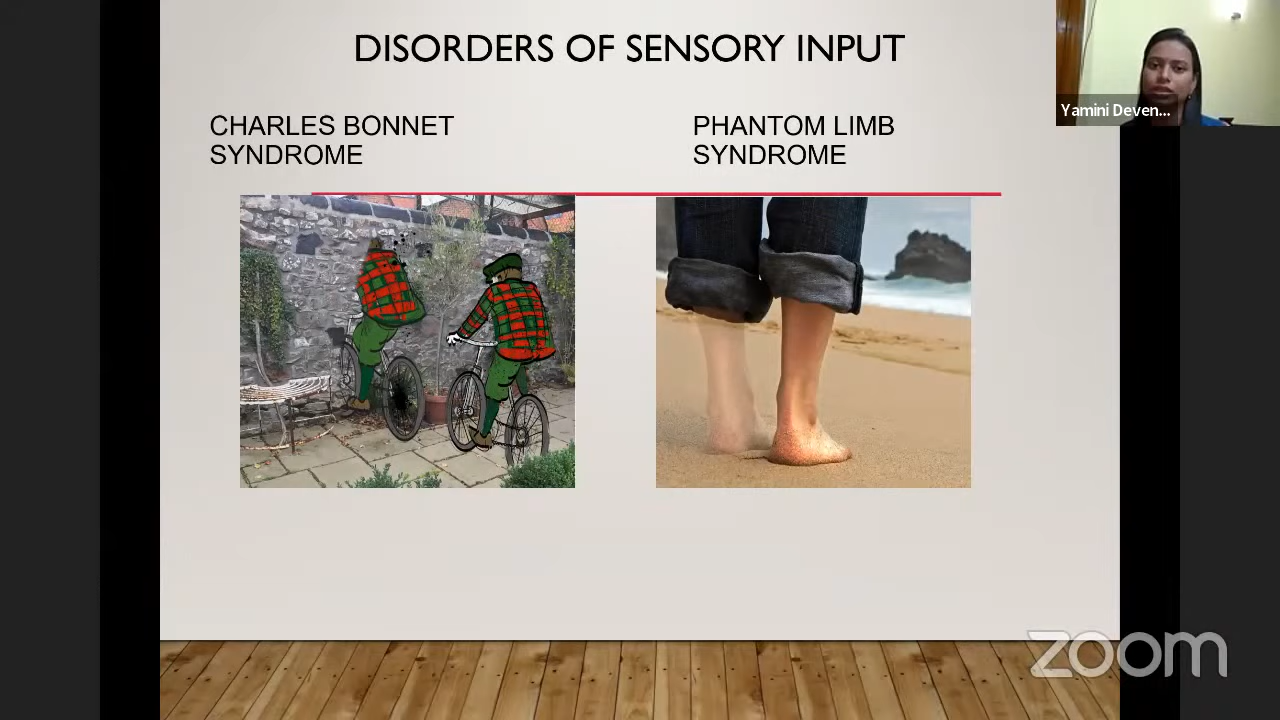 DISORDERS OF SENSORY INPUT
CHARLES BONNET
SYNDROME
PHANTOM LIMB
SYNDROME
Yamini Deven...
zoom